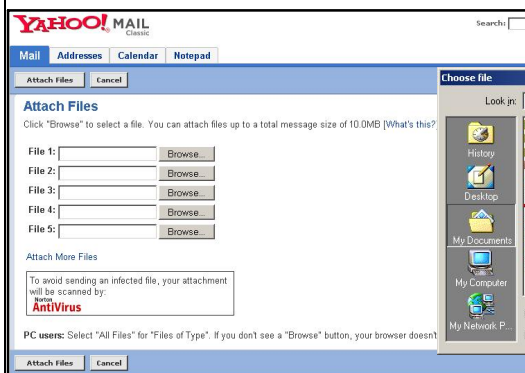 YAHOO! MAIL
Classic
Search:
Mail Addresses Calendar Notepad
Attach Files Cancel
Choose file
Look in:
Attach Files
Click "Browse" to select a file. You can attach files up to a total message size of 10.0MB [What's this?
File 1: Browse...
File 2: Browse...
File 3: Browse...
File 4: Browse...
File 5: Browse...
History
Desktop
My Documents
My Computer
My Network P...
Attach More Files
To avoid sending an infected file, your attachment
will be scanned by:
Norton
AntiVirus
PC users: Select "All Files" for "Files of Type". If you don't see a "Browse" button, your browser doesn't
Attach Files Cancel